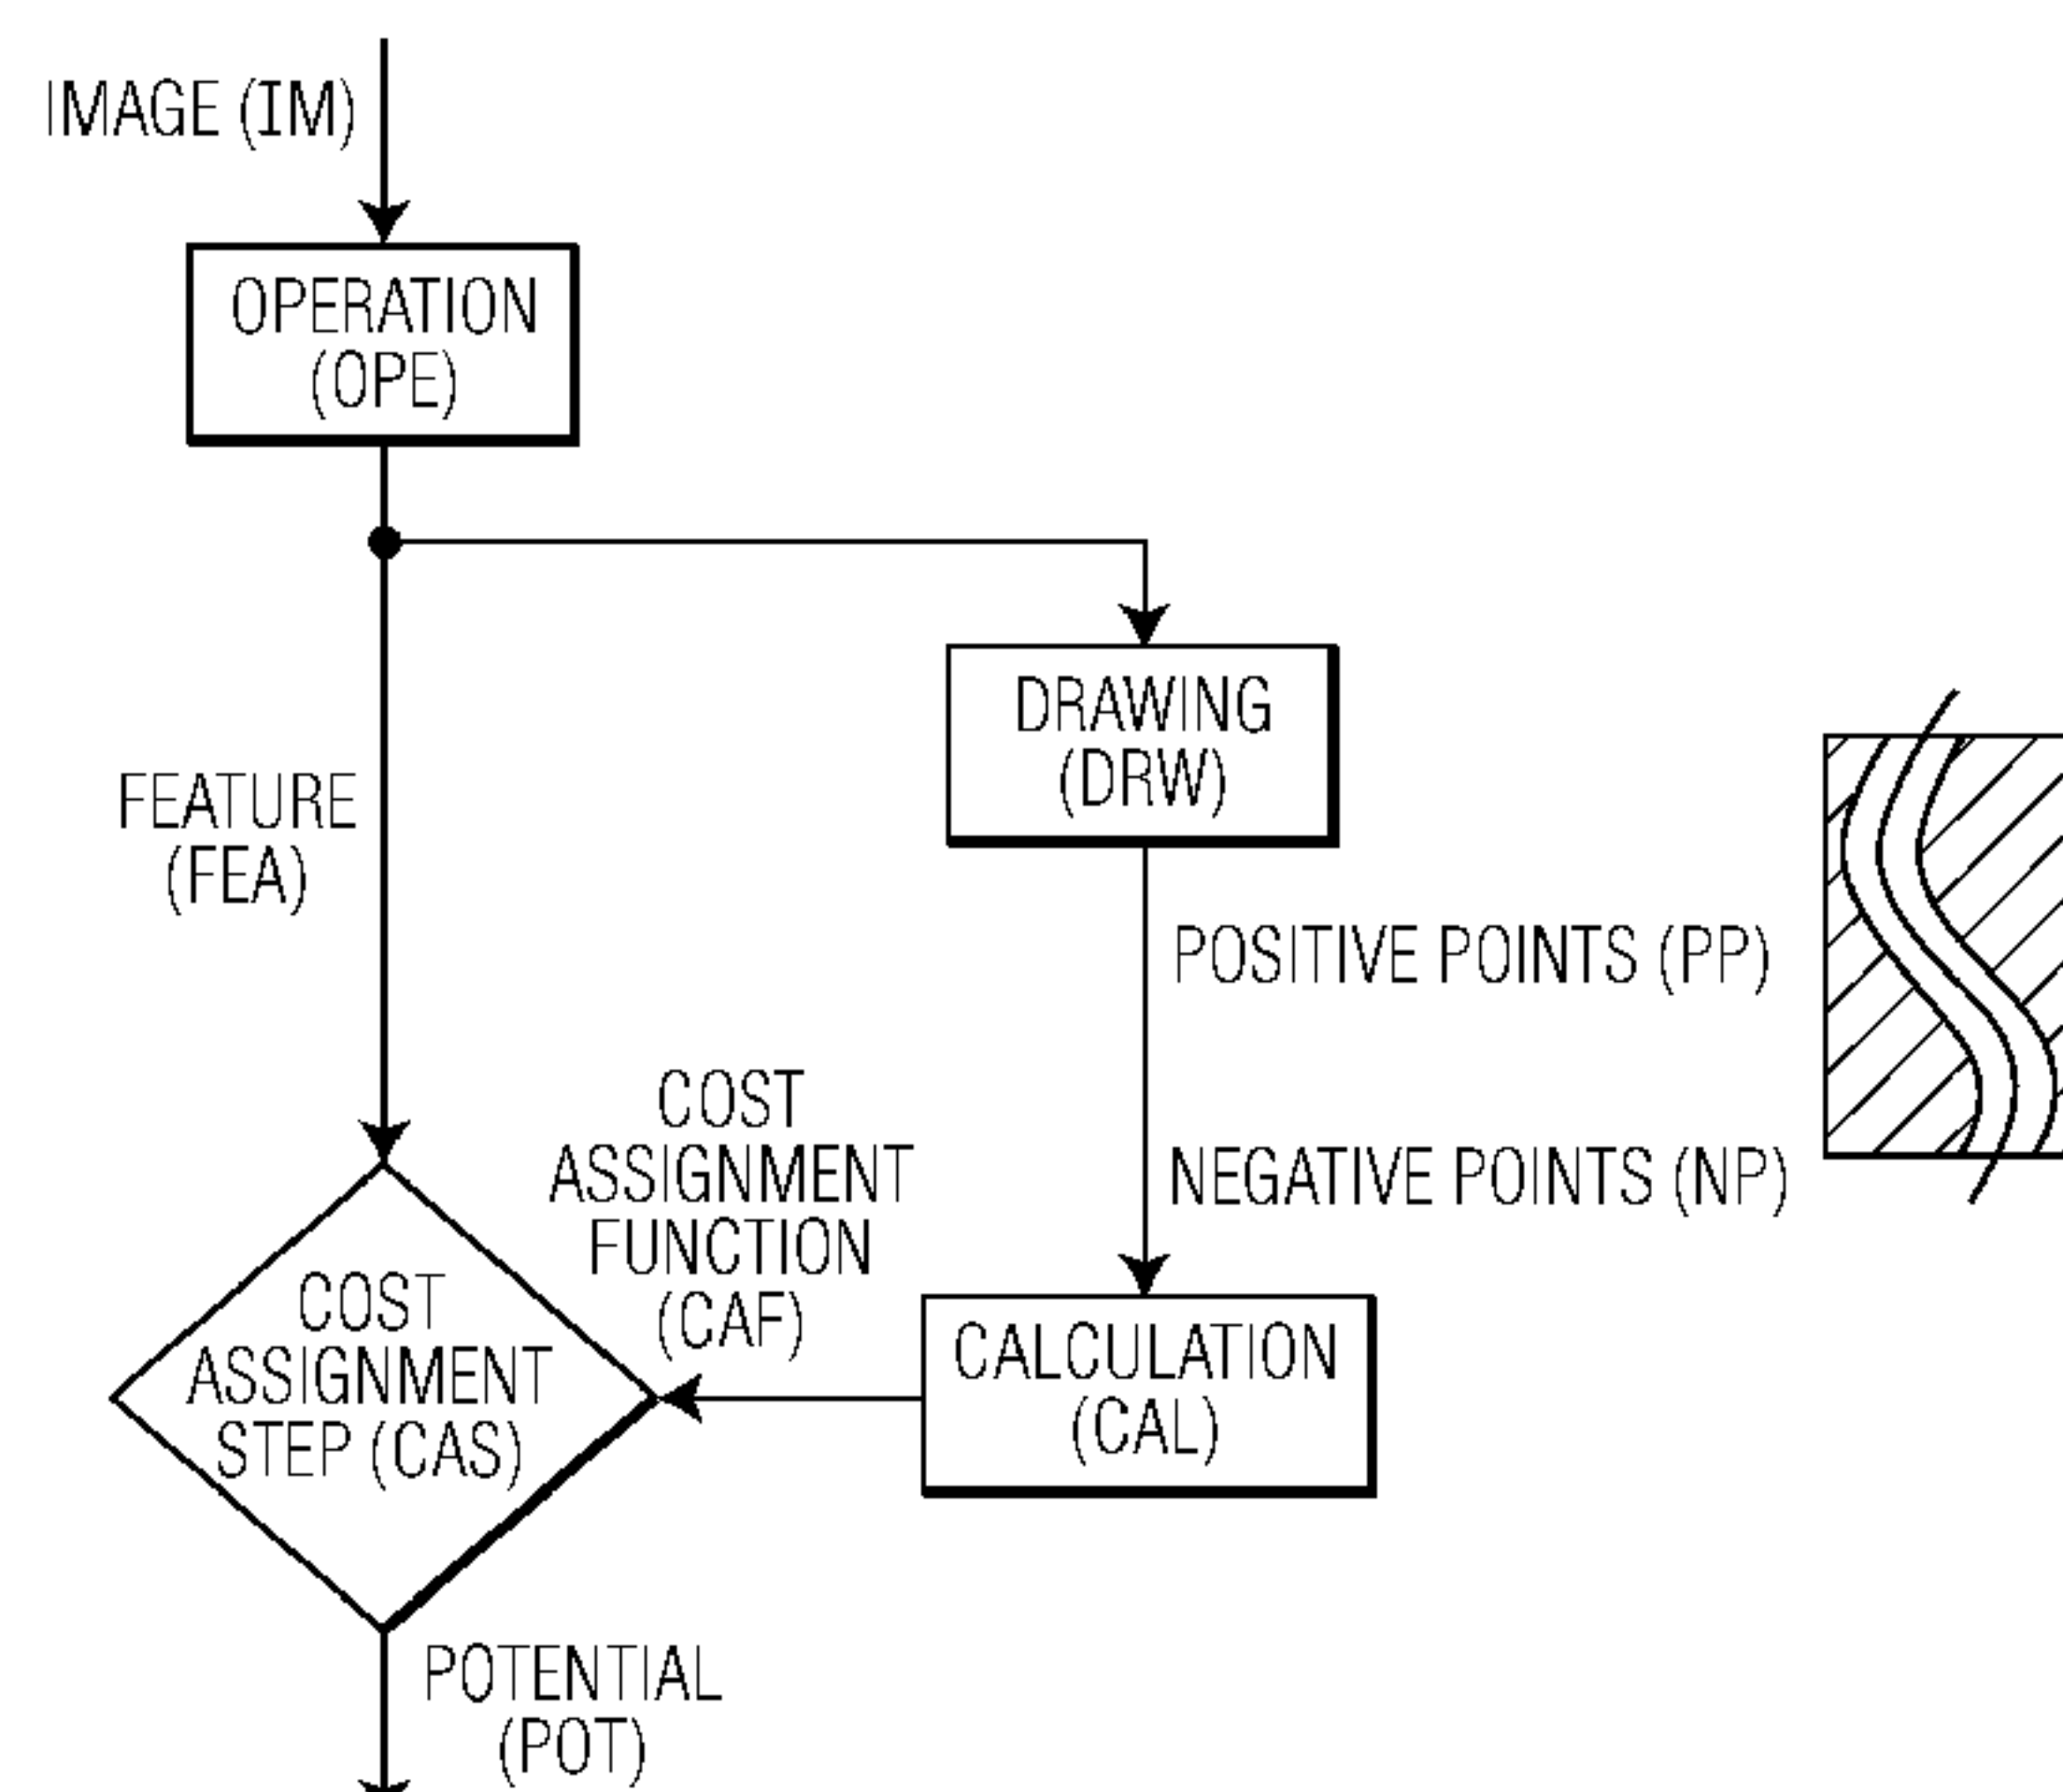 IMAGE (IM)
OPERATION
(OPE)
DRAWING
(DRW)
FEATURE
(FEA)
POSITIVE POINTS (PP)
NEGATIVE POINTS (NP)
COST
ASSIGNMENT
FUNCTION
(CAF)
COST
ASSIGNMENT
STEP (CAS)
CALCULATION
(CAL)
POTENTIAL
(POT)